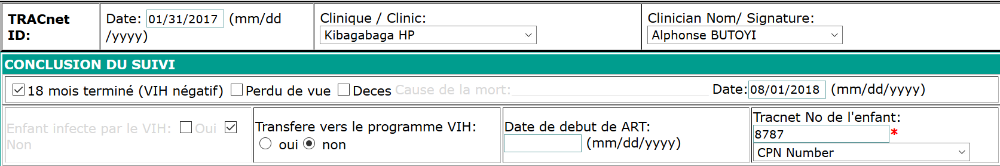 TRACnet
ID:
Date: 01/31/2017 (mm/dd
/yyyy)
Clinique / Clinic:
Kibagabaga HP
Clinician Nom/ Signature:
Alphonse BUTOYI
CONCLUSION DU SUIVI
18 mois terminé (VIH négatif) Perdu de vue Deces Cause de la mort: Date: 08/01/2018 (mm/dd/yyyy)
Enfant infecte par le VIH: Oui
Non
Transfere vers le programme VIH:
oui non
Date de debut de ART:
(mm/dd/yyyy)
Tracnet No de l'enfant:
8787 *
CPN Number